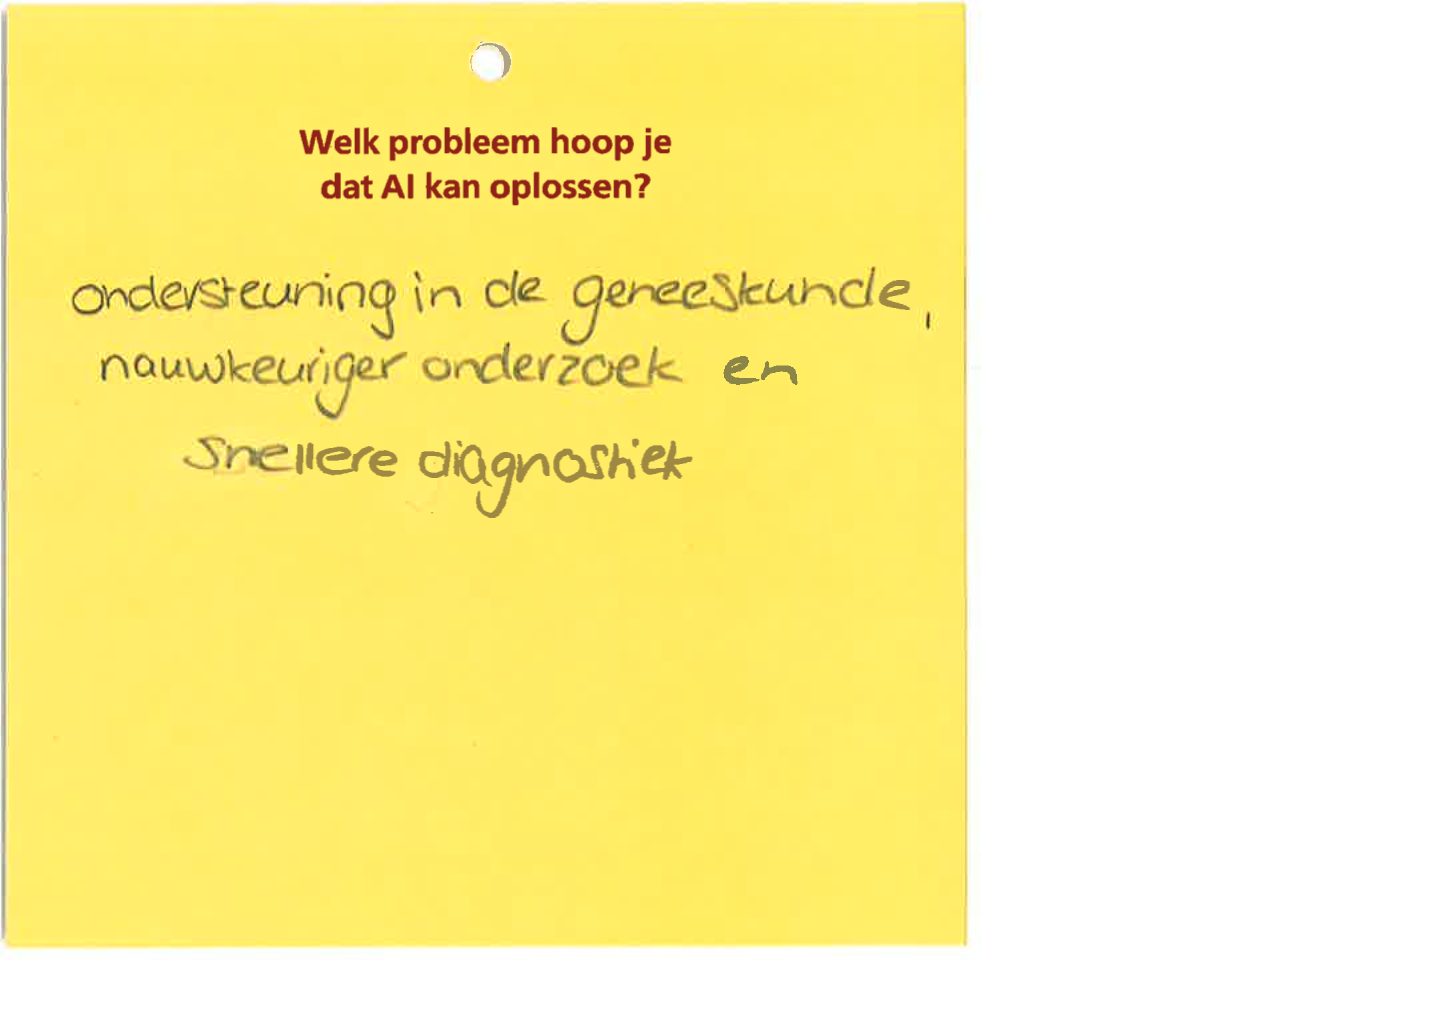 Welk probleem hoop je
dat AI kan oplossen?
ondersteuning in de geneeskunde,
nauwkeuriger onderzoek en
snellere diagnostiek